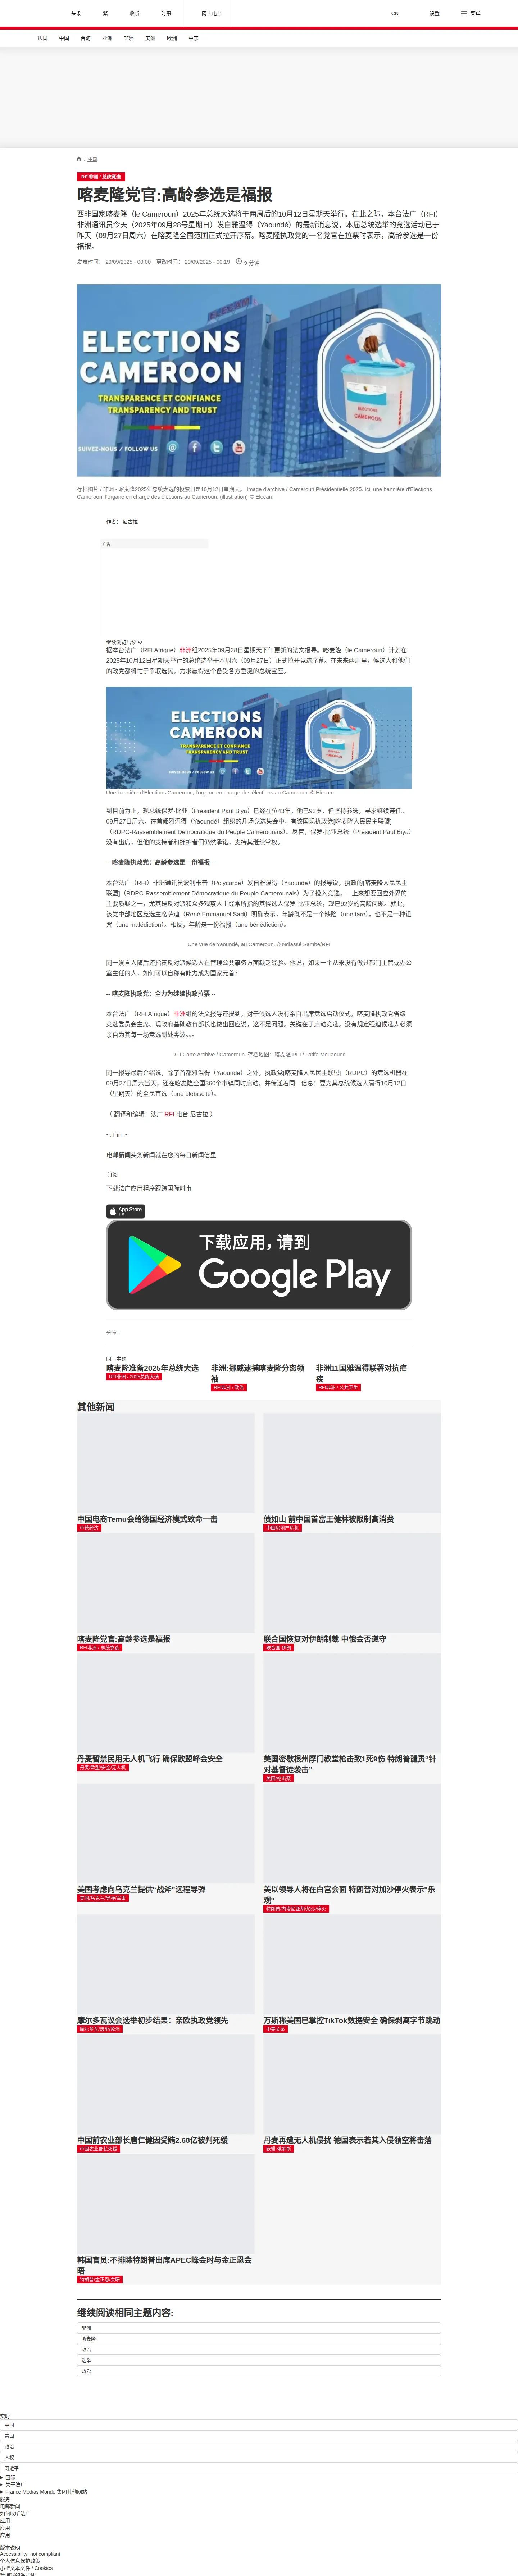 头条
繁
收听
时事
网上电台
CN
设置
菜单
法国
中国
台海
亚洲
非洲
美洲
欧洲
中东
/ 中国
RFI非洲 / 总统竞选
喀麦隆党官:高龄参选是福报
西非国家喀麦隆（le Cameroun）2025年总统大选将于两周后的10月12日星期天举行。在此之际，本台法广（RFI）
非洲通讯员今天（2025年09月28号星期日）发自雅温得（Yaoundé）的最新消息说，本届总统选举的竞选活动已于
昨天（09月27日周六）在喀麦隆全国范围正式拉开序幕。喀麦隆执政党的一名党官在拉票时表示，高龄参选是一份
福报。
发表时间： 29/09/2025 - 00:00 更改时间： 29/09/2025 - 00:19
ELECTIONS
CAMEROON
TRANSPARENCE ET CONFIANCE
TRANSPARENCY AND TRUST
SUIVEZ-NOUS / FOLLOW US
存档图片 / 非洲 - 喀麦隆2025年总统大选的投票日是10月12日星期天。 Image d'archive / Cameroun Présidentielle 2025. Ici, une bannière d'Elections
Cameroon, l'organe en charge des élections au Cameroun. (illustration) © Elecam
作者： 尼古拉
广告
继续浏览后续
据本台法广（RFI Afrique）非洲组2025年09月28日星期天下午更新的法文报导。喀麦隆（le Cameroun）计划在
2025年10月12日星期天举行的总统选举于本周六（09月27日）正式拉开竞选序幕。在未来两周里，候选人和他们
的政党都将忙于争取选民，力求赢得这个备受各方垂涎的总统宝座。
ELECTIONS
CAMEROON
TRANSPARENCE ET CONFIANCE
TRANSPARENCY AND TRUST
Une bannière d'Elections Cameroon, l'organe en charge des élections au Cameroun. © Elecam
到目前为止，现总统保罗·比亚（Président Paul Biya）已经在位43年。他已92岁，但坚持参选，寻求继续连任。
09月27日周六，在首都雅温得（Yaoundé）组织的几场竞选集会中，有该国现执政党[喀麦隆人民民主联盟]
（RDPC-Rassemblement Démocratique du Peuple Camerounais）。尽管，保罗·比亚总统（Président Paul Biya）
没有出席，但他的支持者和拥护者们仍然承诺，支持其继续掌权。
-- 喀麦隆执政党：高龄参选是一份福报 --
本台法广（RFI）非洲通讯员波利卡普（Polycarpe）发自雅温得（Yaoundé）的报导说，执政的[喀麦隆人民民主
联盟]（RDPC-Rassemblement Démocratique du Peuple Camerounais）为了投入竞选，一上来想要回应外界的
主要质疑之一，尤其是反对派和众多观察人士经常所指的其候选人保罗·比亚总统，现已92岁的高龄问题。就此，
该党中部地区竞选主席萨迪（René Emmanuel Sadi）明确表示，年龄既不是一个缺陷（une tare），也不是一种诅
咒（une malédiction）。相反，年龄是一份福报（une bénédiction）。
Une vue de Yaoundé, au Cameroun. © Ndiassé Sambe/RFI
同一发言人随后还指责反对派候选人在管理公共事务方面缺乏经验。他说，如果一个从来没有做过部门主管或办公
室主任的人，如何可以自称有能力成为国家元首？
-- 喀麦隆执政党：全力为继续执政拉票 --
本台法广（RFI Afrique）非洲组的法文报导还提到，对于候选人没有亲自出席竞选启动仪式，喀麦隆执政党省级
竞选委员会主席、现政府基础教育部长也做出回应说，这不是问题。关键在于启动竞选。没有规定强迫候选人必须
亲自为其每一场竞选到处奔波。。。
RFI Carte Archive / Cameroun. 存档地图：喀麦隆 RFI / Latifa Mouaoued
同一报导最后介绍说，除了首都雅温得（Yaoundé）之外，执政党[喀麦隆人民民主联盟]（RDPC）的竞选机器在
09月27日周六当天，还在喀麦隆全国360个市镇同时启动，并传递着同一信息：要为其总统候选人赢得10月12日
（星期天）的全民直选（une plébiscite）。
（ 翻译和编辑：法广 RFI 电台 尼古拉 ）
~. Fin .~
电邮新闻头条新闻就在您的每日新闻信里
订阅
下载法广应用程序跟踪国际时事
App Store
下载应用，请到
Google Play
分享 :
同一主题
喀麦隆准备2025年总统大选
RFI非洲 / 2025总统大选
非洲:挪威逮捕喀麦隆分离领
袖
RFI非洲 / 政治
非洲11国雅温得联署对抗疟
疾
RFI非洲 / 公共卫生
其他新闻
中国电商Temu会给德国经济模式致命一击
中德经济
债如山 前中国首富王健林被限制高消费
中国房地产危机
喀麦隆党官:高龄参选是福报
RFI非洲 / 总统竞选
联合国恢复对伊朗制裁 中俄会否遵守
联合国·伊朗
丹麦暂禁民用无人机飞行 确保欧盟峰会安全
丹麦/欧盟/安全/无人机
美国密歇根州摩门教堂枪击致1死9伤 特朗普谴责“针
对基督徒袭击”
美国/枪击案
美国考虑向乌克兰提供“战斧”远程导弹
美国/乌克兰/导弹/军事
美以领导人将在白宫会面 特朗普对加沙停火表示“乐
观”
特朗普/内塔尼亚胡/加沙停火
摩尔多瓦议会选举初步结果：亲欧执政党领先
摩尔多瓦/选举/欧洲
万斯称美国已掌控TikTok数据安全 确保剥离字节跳动
中美关系
中国前农业部长唐仁健因受贿2.68亿被判死缓
中国农业部长死缓
丹麦再遭无人机侵扰 德国表示若其入侵领空将击落
欧盟-俄罗斯
韩国官员:不排除特朗普出席APEC峰会时与金正恩会
晤
特朗普/金正恩/会晤
继续阅读相同主题内容:
非洲
喀麦隆
政治
选举
政党
实时
中国
美国
政治
人权
习近平
国际
关于法广
France Médias Monde 集团其他网站
服务
电邮新闻
如何收听法广
应用
应用
应用
版本说明
Accessibility: not compliant
个人信息保护政策
小型文本文件 / Cookies